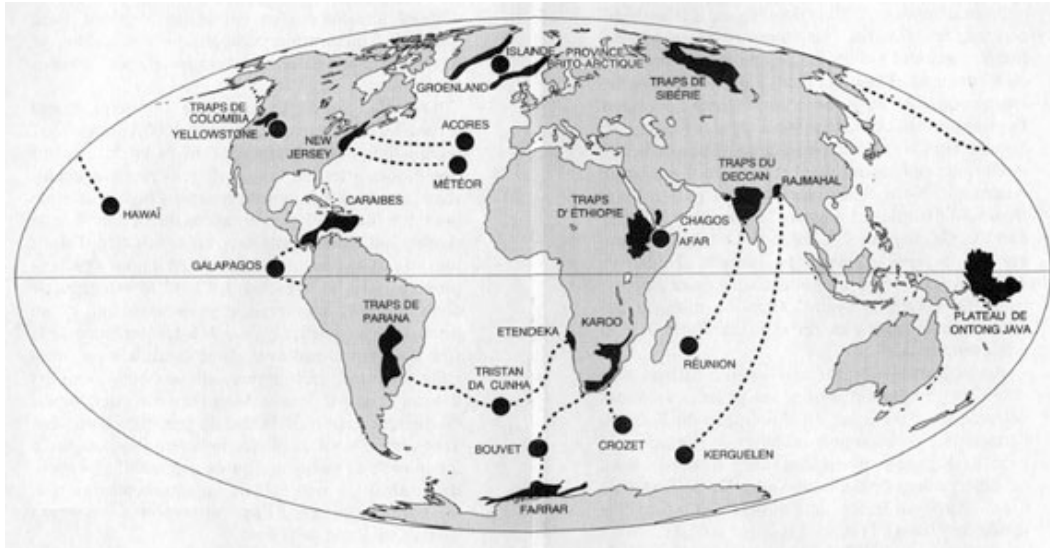 ISLANDE
PROVINCE
BRITO-ARCTIQUE
GROENLAND
TRAPS DE
SIBÉRIE
TRAPS DE
COLOMBIA
YELLOWSTONE
NEW
JERSEY
ACORES
MÉTÉOR
HAWAÏ
CARAIBES
TRAPS DU
DECCAN
RAJMAHAL
TRAPS
D'ÉTHIOPIE
CHAGOS
AFAR
GALAPAGOS
TRAPS DE
PARANA
ETENDEKA
KAROO
PLATEAU DE
ONTONG JAVA
RÉUNION
TRISTAN
DA CUNHA
BOUVET
CROZET
KERGUELEN
FARRAR